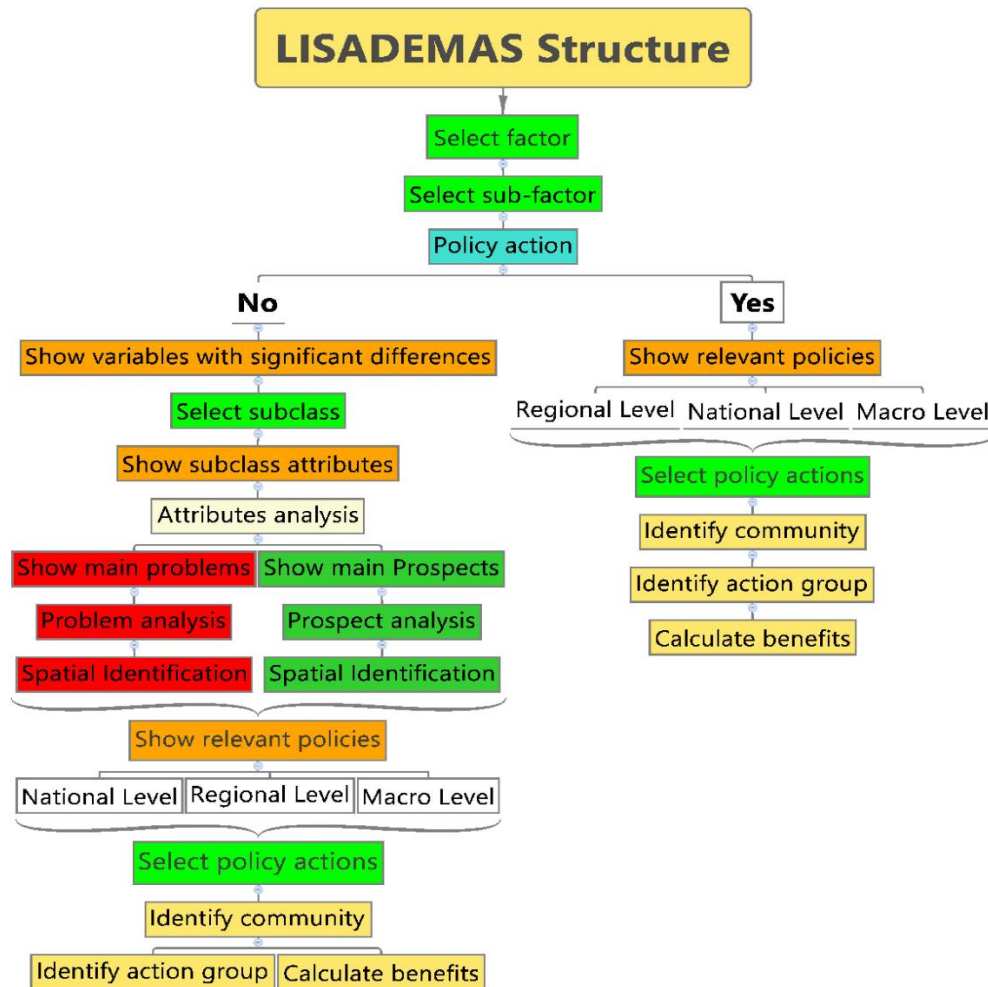 LISADEMAS Structure
Select factor
Select sub-factor
Policy action
No
Yes
Show variables with significant differences
Show relevant policies
Select subclass
Regional Level
National Level
Macro Level
Show subclass attributes
Select policy actions
Attributes analysis
Identify community
Show main problems
Show main Prospects
Identify action group
Problem analysis
Prospect analysis
Calculate benefits
Spatial Identification
Spatial Identification
Show relevant policies
National Level
Regional Level
Macro Level
Select policy actions
Identify community
Identify action group
Calculate benefits